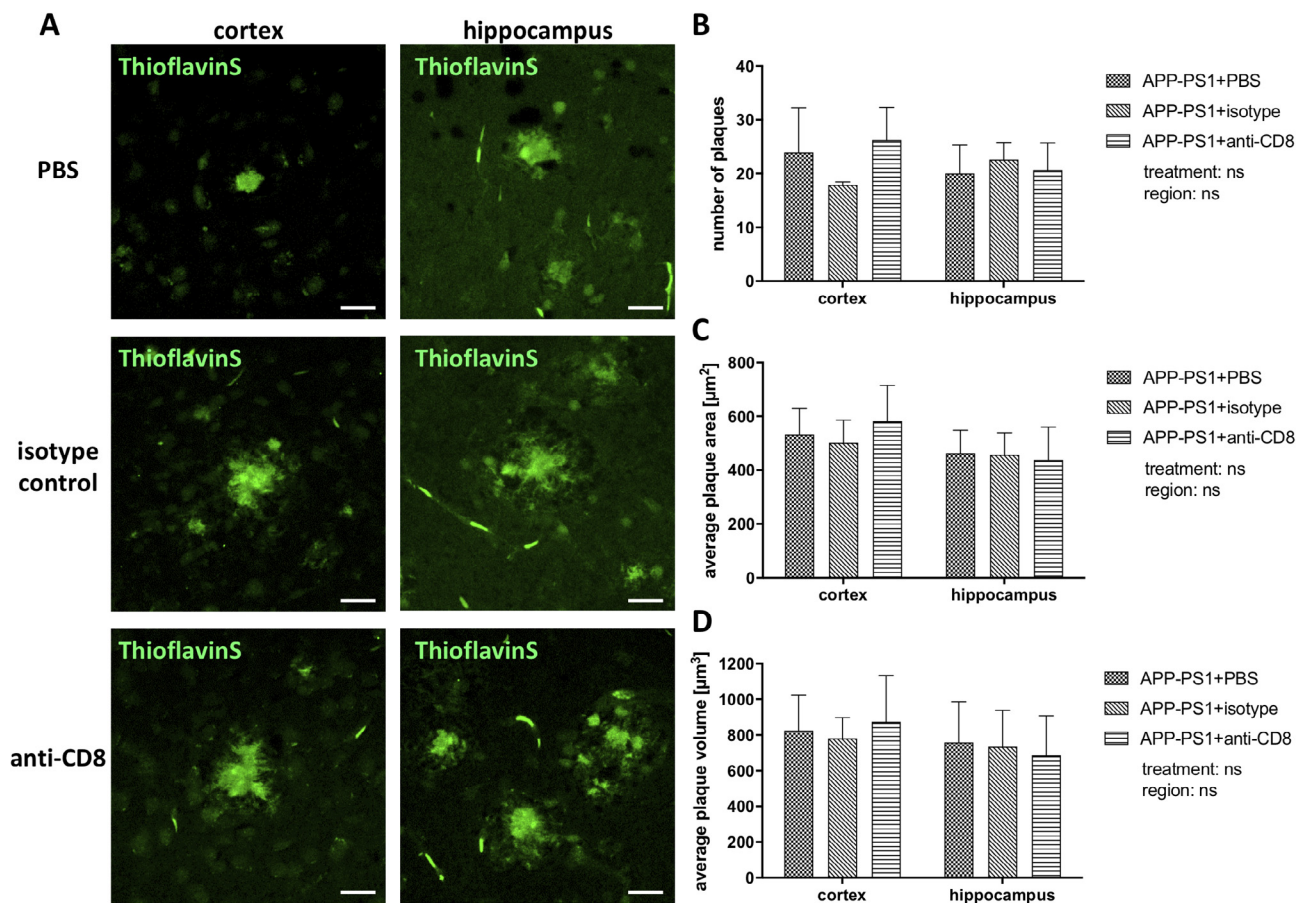 A
cortex
hippocampus
PBS
ThioflavinS
ThioflavinS
isotype
control
ThioflavinS
ThioflavinS
anti-CD8
ThioflavinS
ThioflavinS
B
number of plaques
40
30
20
10
0
cortex
hippocampus
APP-PS1+PBS
APP-PS1+isotype
APP-PS1+anti-CD8
treatment: ns
region: ns
C
average plaque area [µm²]
800
600
400
200
0
cortex
hippocampus
APP-PS1+PBS
APP-PS1+isotype
APP-PS1+anti-CD8
treatment: ns
region: ns
D
average plaque volume [µm³]
1200
1000
800
600
400
200
0
cortex
hippocampus
APP-PS1+PBS
APP-PS1+isotype
APP-PS1+anti-CD8
treatment: ns
region: ns